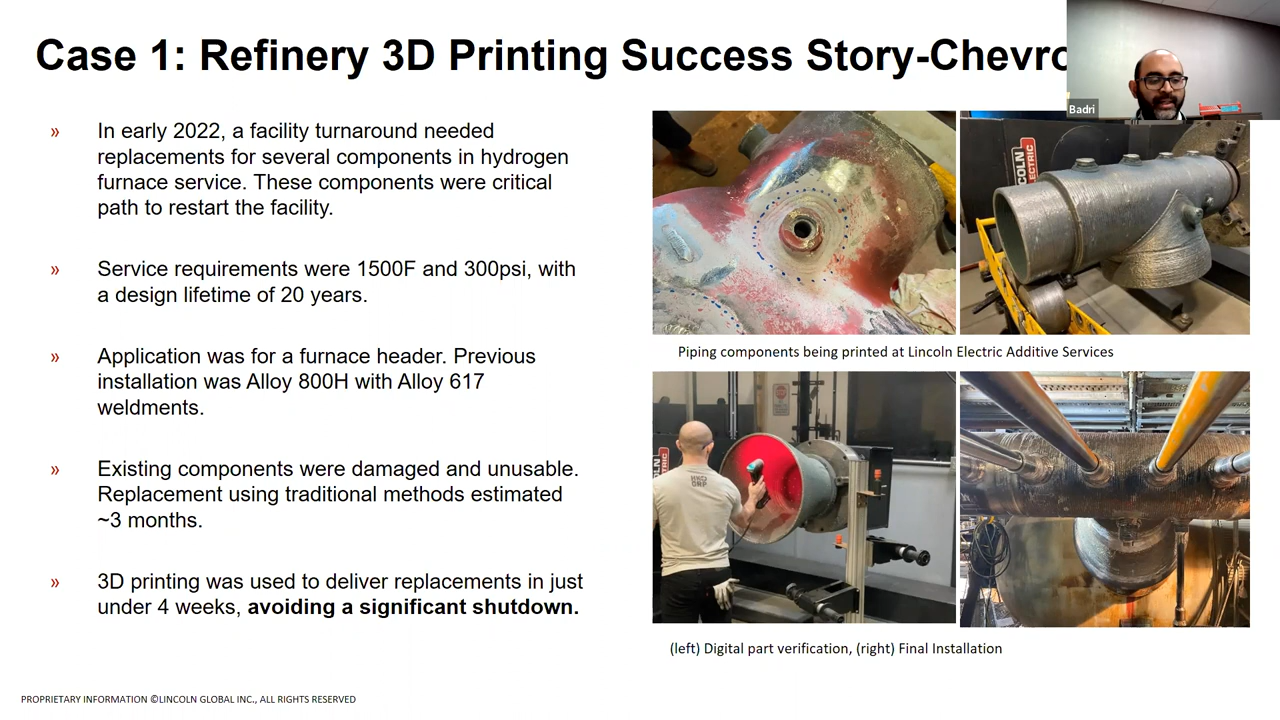 Case 1: Refinery 3D Printing Success Story-Chevro
Badri
» In early 2022, a facility turnaround needed
replacements for several components in hydrogen
furnace service. These components were critical
path to restart the facility.
» Service requirements were 1500F and 300psi, with
a design lifetime of 20 years.
» Application was for a furnace header. Previous
installation was Alloy 800H with Alloy 617
weldments.
» Existing components were damaged and unusable.
Replacement using traditional methods estimated
~3 months.
» 3D printing was used to deliver replacements in just
under 4 weeks, avoiding a significant shutdown.
Piping components being printed at Lincoln Electric Additive Services
(left) Digital part verification, (right) Final Installation
PROPRIETARY INFORMATION ©LINCOLN GLOBAL INC., ALL RIGHTS RESERVED